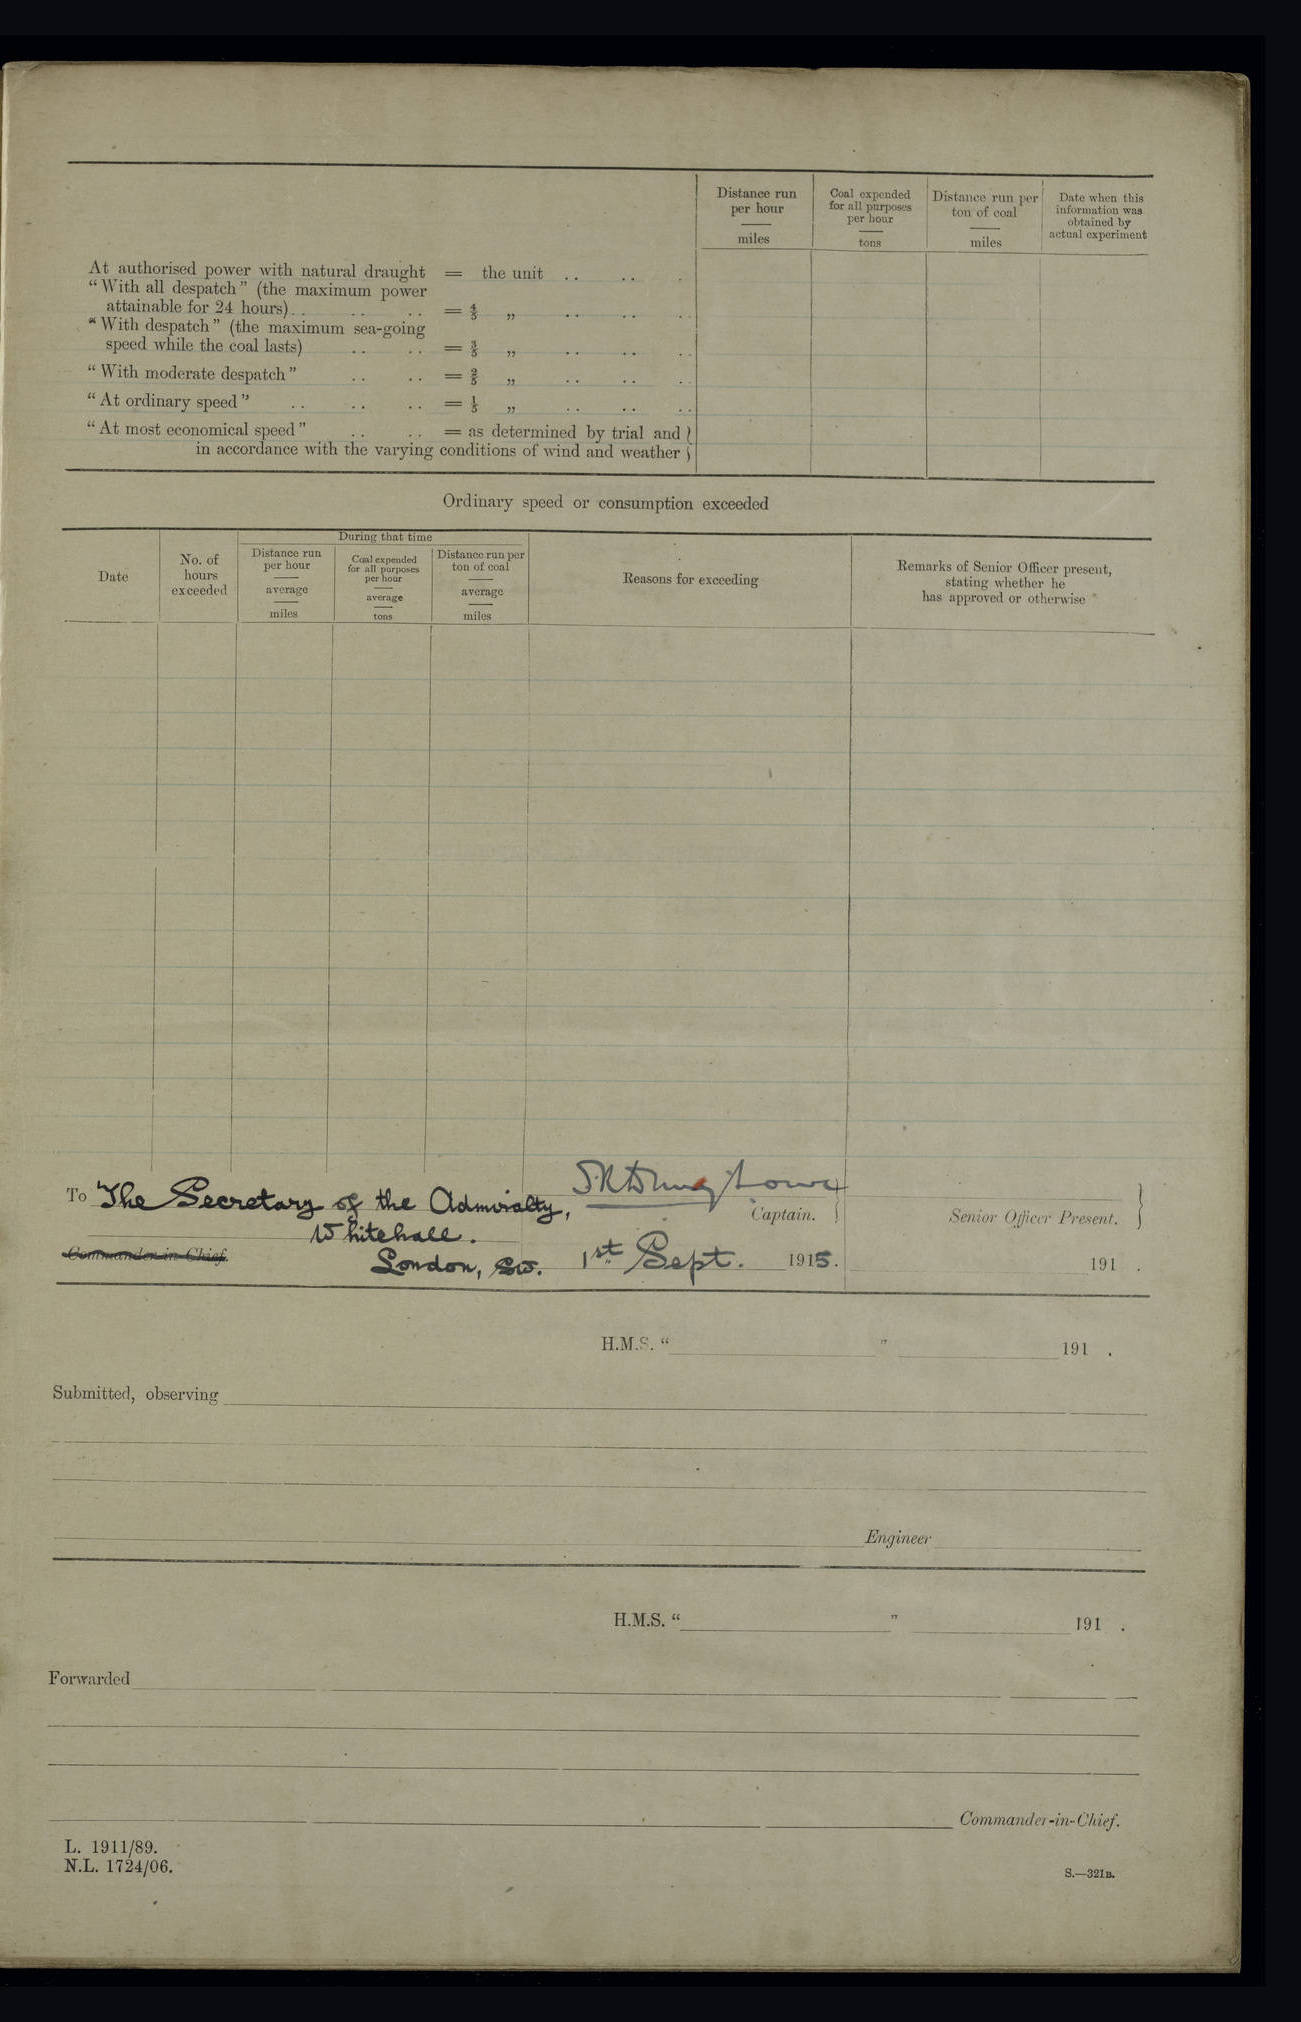 Distance run per hour miles
Coal expended for all purposes per hour tons
Distance run per ton of coal miles
Date when this information was obtained by actual experiment
At authorised power with natural draught = the unit .. .. .
“With all despatch” (the maximum power
attainable for 24 hours) .. .. .. = 4/5 „ .. .. ..
“With despatch” (the maximum sea-going
speed while the coal lasts) .. .. = 3/5 „ .. .. ..
“With moderate despatch” .. .. = 2/5 „ .. .. ..
“At ordinary speed” .. .. .. = 1/5 „ .. .. ..
“At most economical speed” .. .. = as determined by trial and }
in accordance with the varying conditions of wind and weather }
Ordinary speed or consumption exceeded
Date
No. of hours exceeded
During that time
Distance run per hour average miles
Coal expended for all purposes per hour average tons
Distance run per ton of coal average miles
Reasons for exceeding
Remarks of Senior Officer present, stating whether he has approved or otherwise
To The Secretary of the Admiralty,
Captain. }
Senior Officer Present. }
Whitehall.
Commander-in-Chief.
London, SW.
1st Sept. 1915.
191 .
H.M.S. “ ” 191 .
Submitted, observing
Engineer
H.M.S. “ ” 191 .
Forwarded
Commander-in-Chief.
L. 1911/89.
N.L. 1724/06.
S.—321B.